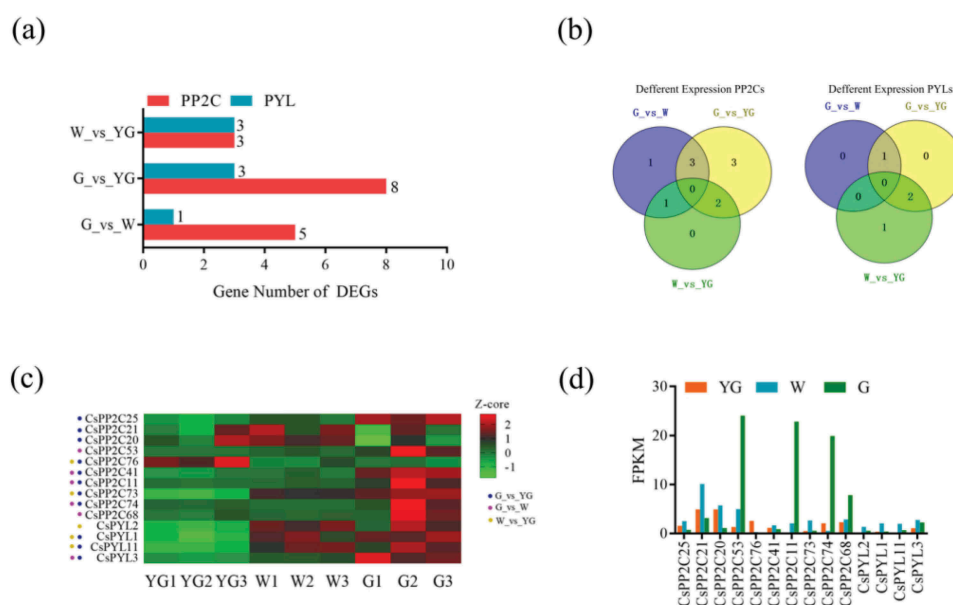 (a)
PP2C PYL
W_vs_YG
3
3
G_vs_YG
3
8
G_vs_W
1
5
0 2 4 6 8 10
Gene Number of DEGs
(b)
Defferent Expression PP2Cs
G_vs_W G_vs_YG
1 3 3
0
1 2
0
W_vs_YG
Defferent Expression PYLs
G_vs_W G_vs_YG
0 1 0
0
0 2
1
W_vs_YG
(c)
CsPP2C25
CsPP2C21
CsPP2C20
CsPP2C53
CsPP2C76
CsPP2C41
CsPP2C11
CsPP2C73
CsPP2C74
CsPP2C68
CsPYL2
CsPYL1
CsPYL11
CsPYL3
YG1 YG2 YG3 W1 W2 W3 G1 G2 G3
Z-core
2
1
0
-1
G_vs_YG
G_vs_W
W_vs_YG
(d)
YG W G
FPKM
30
20
10
0
CsPP2C25
CsPP2C21
CsPP2C20
CsPP2C53
CsPP2C76
CsPP2C41
CsPP2C11
CsPP2C73
CsPP2C74
CsPP2C68
CsPYL2
CsPYL1
CsPYL11
CsPYL3